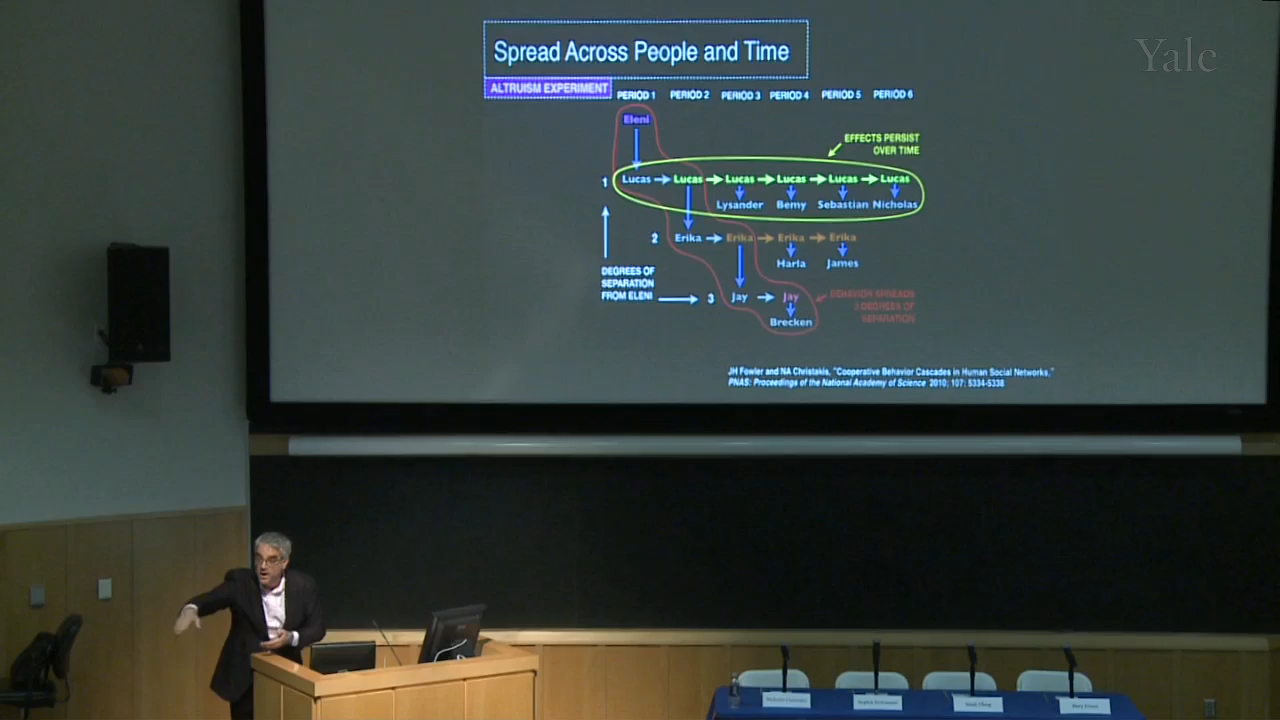 Yale
Spread Across People and Time
ALTRUISM EXPERIMENT
PERIOD 1 PERIOD 2 PERIOD 3 PERIOD 4 PERIOD 5 PERIOD 6
Eleni
EFFECTS PERSIST
OVER TIME
1 Lucas Lucas Lucas Lucas Lucas Lucas
Lysander Bemy Sebastian Nicholas
2 Erika Erika Erika Erika
Harla James
DEGREES OF
SEPARATION
FROM ELENI
3 Jay Jay
Brecken
BEHAVIOR SPREADS
3 DEGREES OF
SEPARATION
JH Fowler and NA Christakis, "Cooperative Behavior Cascades in Human Social Networks,"
PNAS: Proceedings of the National Academy of Science 2010; 107: 5334-5338